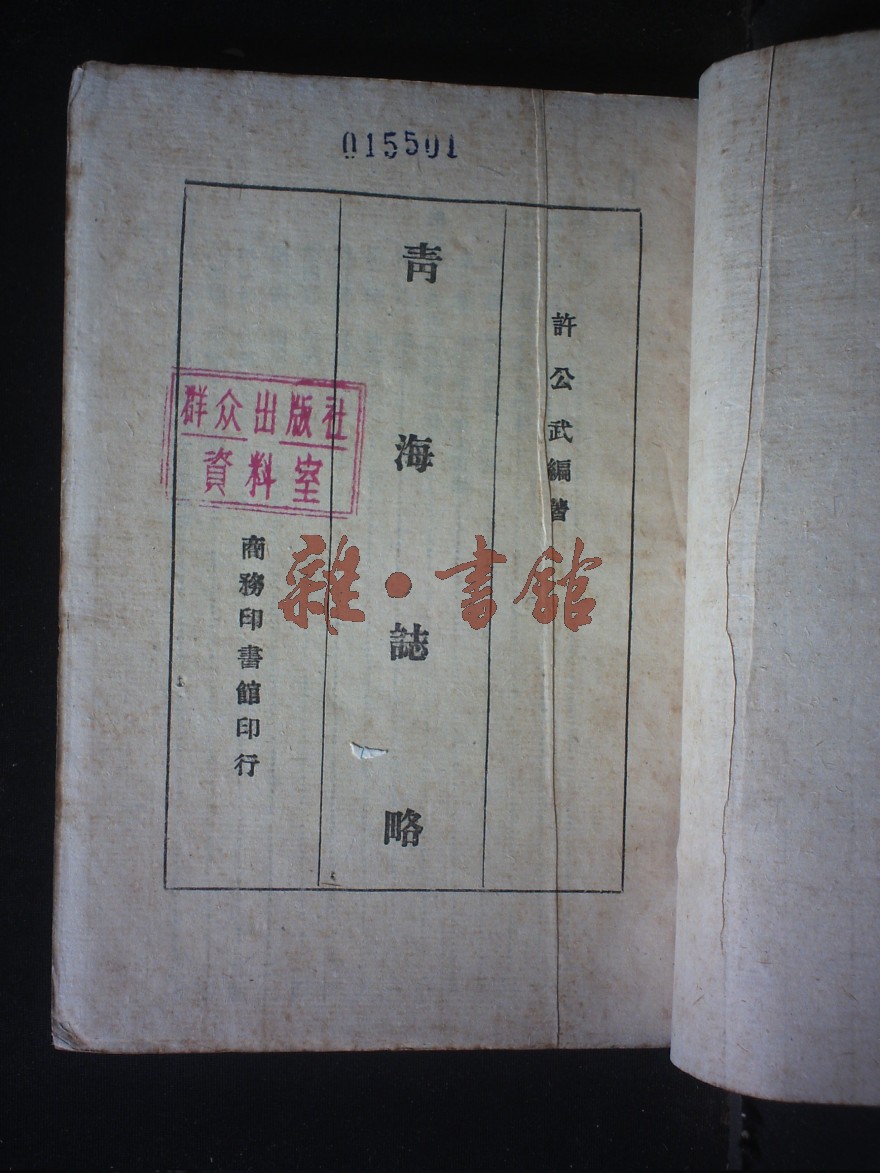 015501
許公武編著
青海誌略
商務印書館印行
群众出版社
資料室
雜·書館